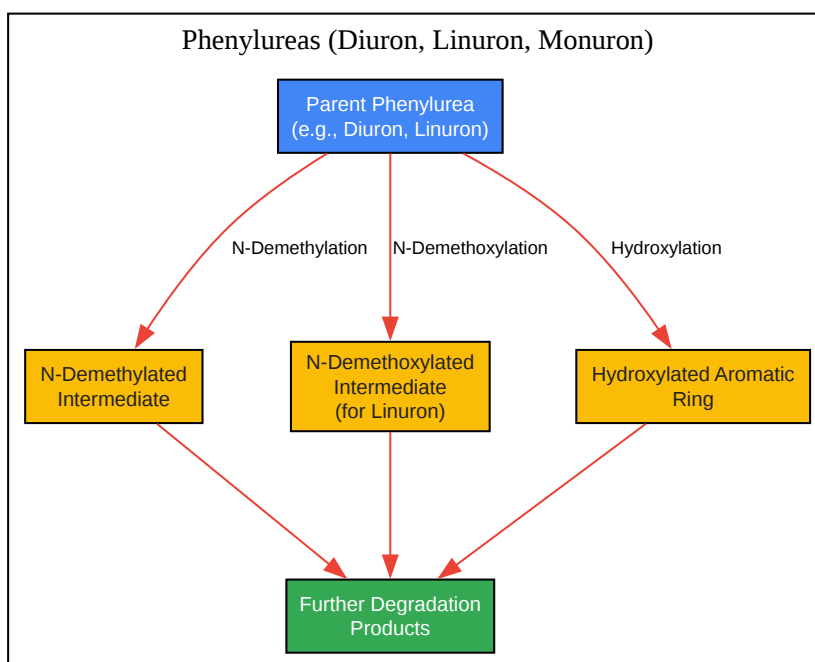 Phenylureas (Diuron, Linuron, Monuron)
Parent Phenylurea
(e.g., Diuron, Linuron)
N-Demethylation
N-Demethoxylation
Hydroxylation
N-Demethylated
Intermediate
N-Demethoxylated
Intermediate
(for Linuron)
Hydroxylated Aromatic
Ring
Further Degradation
Products